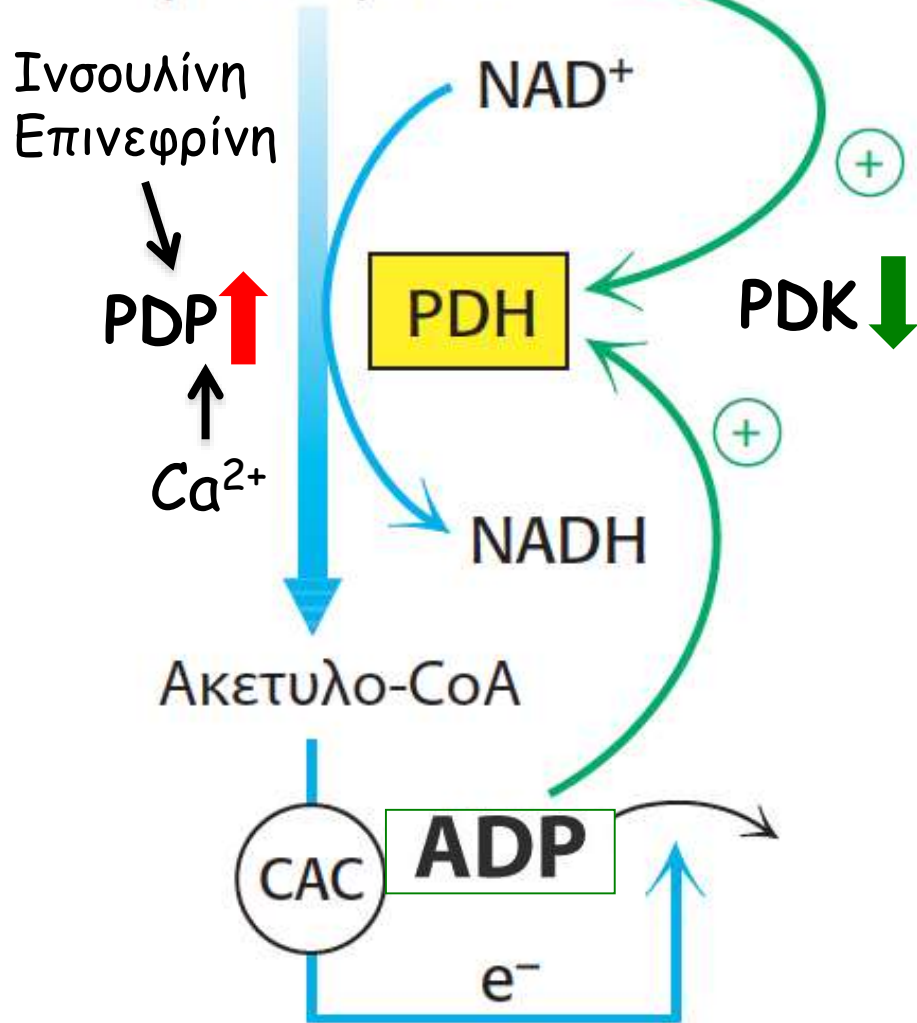 Ινσουλίνη
Επινεφρίνη
NAD⁺
+
PDP
PDH
PDK
+
Ca²⁺
NADH
Ακετυλο-CoA
ADP
CAC
e⁻